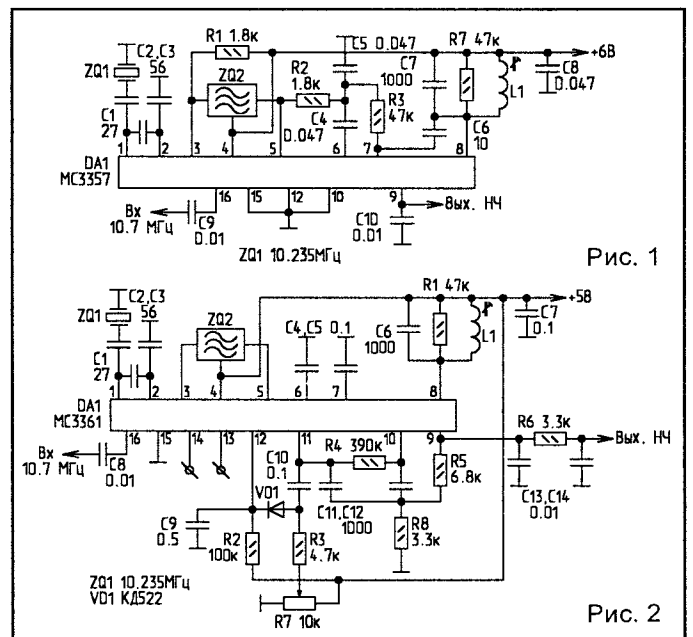 R1 1.8к
C5 0.047
R7 47к
+6В
C2,C3
56
ZQ1
ZQ2
R2
1.8к
C7
1000
L1
C8
0.047
C1
27
C4
0.047
R3
47к
C6
10
1 2 3 4 5 6 7 8
DA1
MC3357
16 15 12 10 9
Вх
10.7 МГц
C9
0.01
C10
0.01
Вых. НЧ
ZQ1 10.235МГц
Рис. 1
R1 47к
+5В
C2,C3
56
ZQ1
ZQ2
C4,C5 0.1
C6
1000
L1
C7
0.1
C1
27
1 2 3 4 5 6 7 8
DA1
MC3361
16 15 14 13 12 11 10 9
R6 3.3к
Вых. НЧ
Вх
10.7 МГц
C8
0.01
C10
0.1
R4 390к
R5
6.8к
VD1
C11,C12
1000
C13,C14
0.01
C9
0.5
R2
100к
R3
4.7к
R8
3.3к
ZQ1 10.235МГц
VD1 КД522
R7 10к
Рис. 2